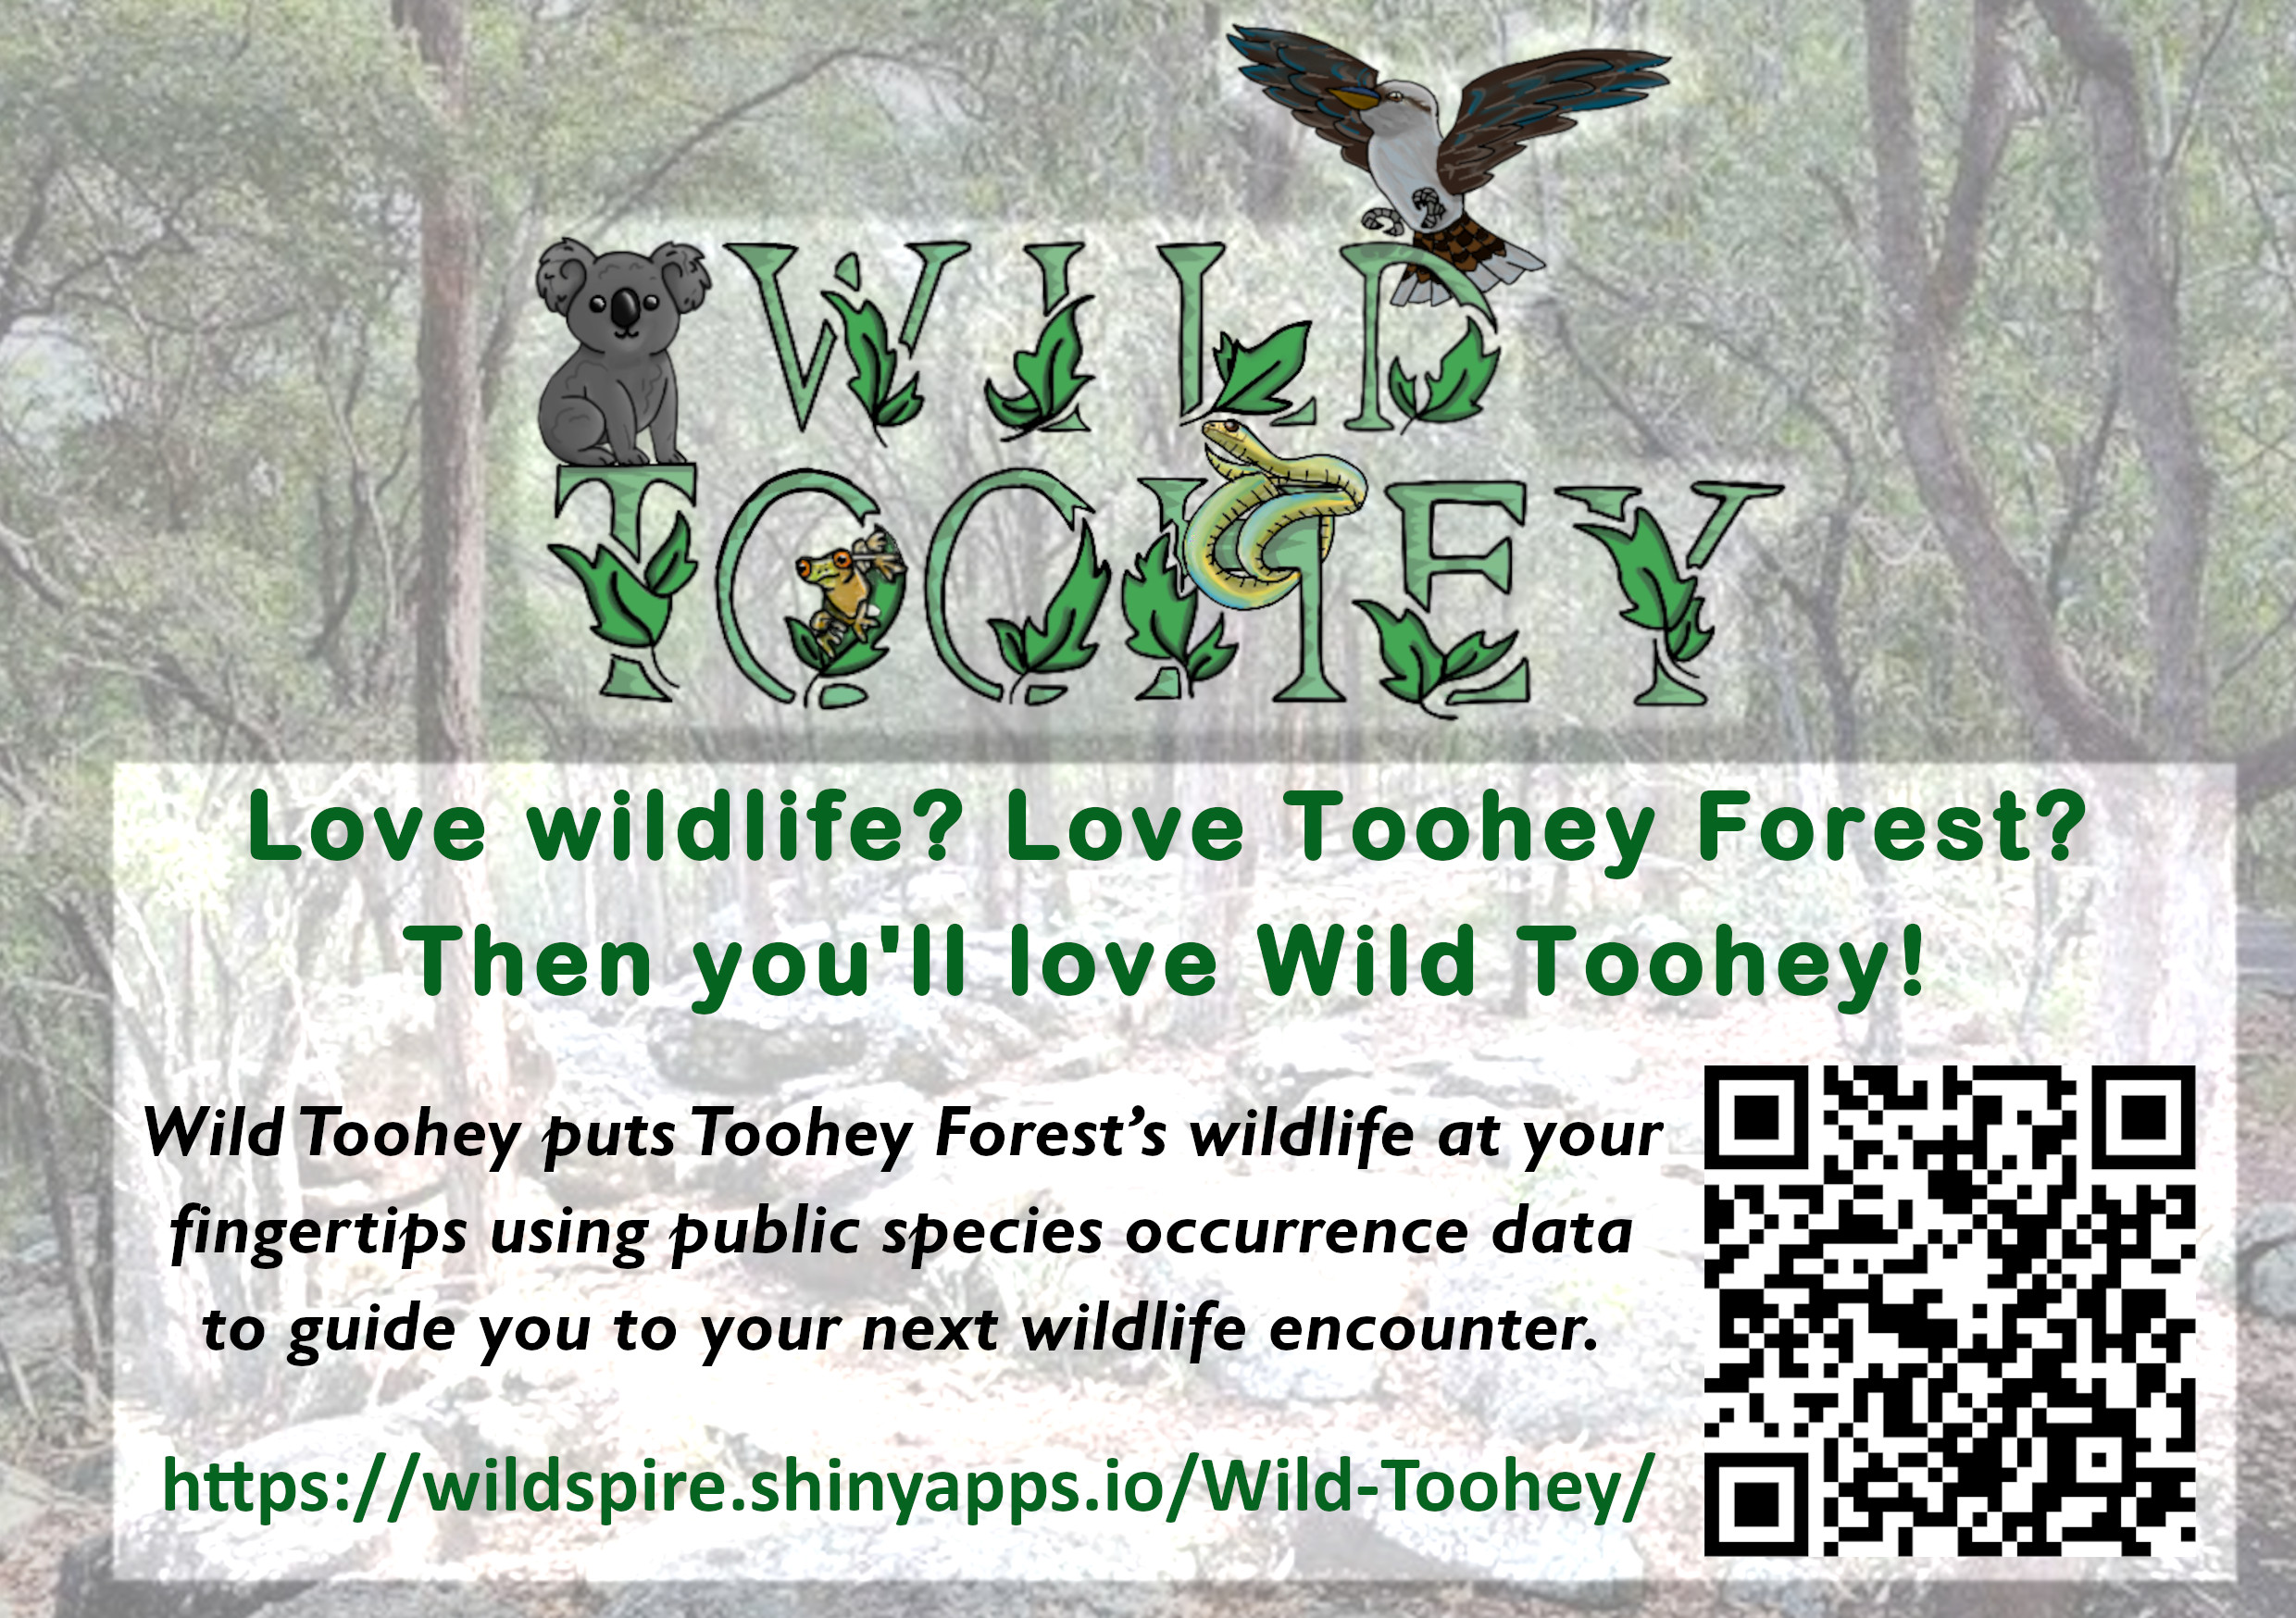 WILD
TOOHEY
Love wildlife? Love Toohey Forest?
Then you'll love Wild Toohey!
Wild Toohey puts Toohey Forest’s wildlife at your
fingertips using public species occurrence data
to guide you to your next wildlife encounter.
https://wildspire.shinyapps.io/Wild-Toohey/